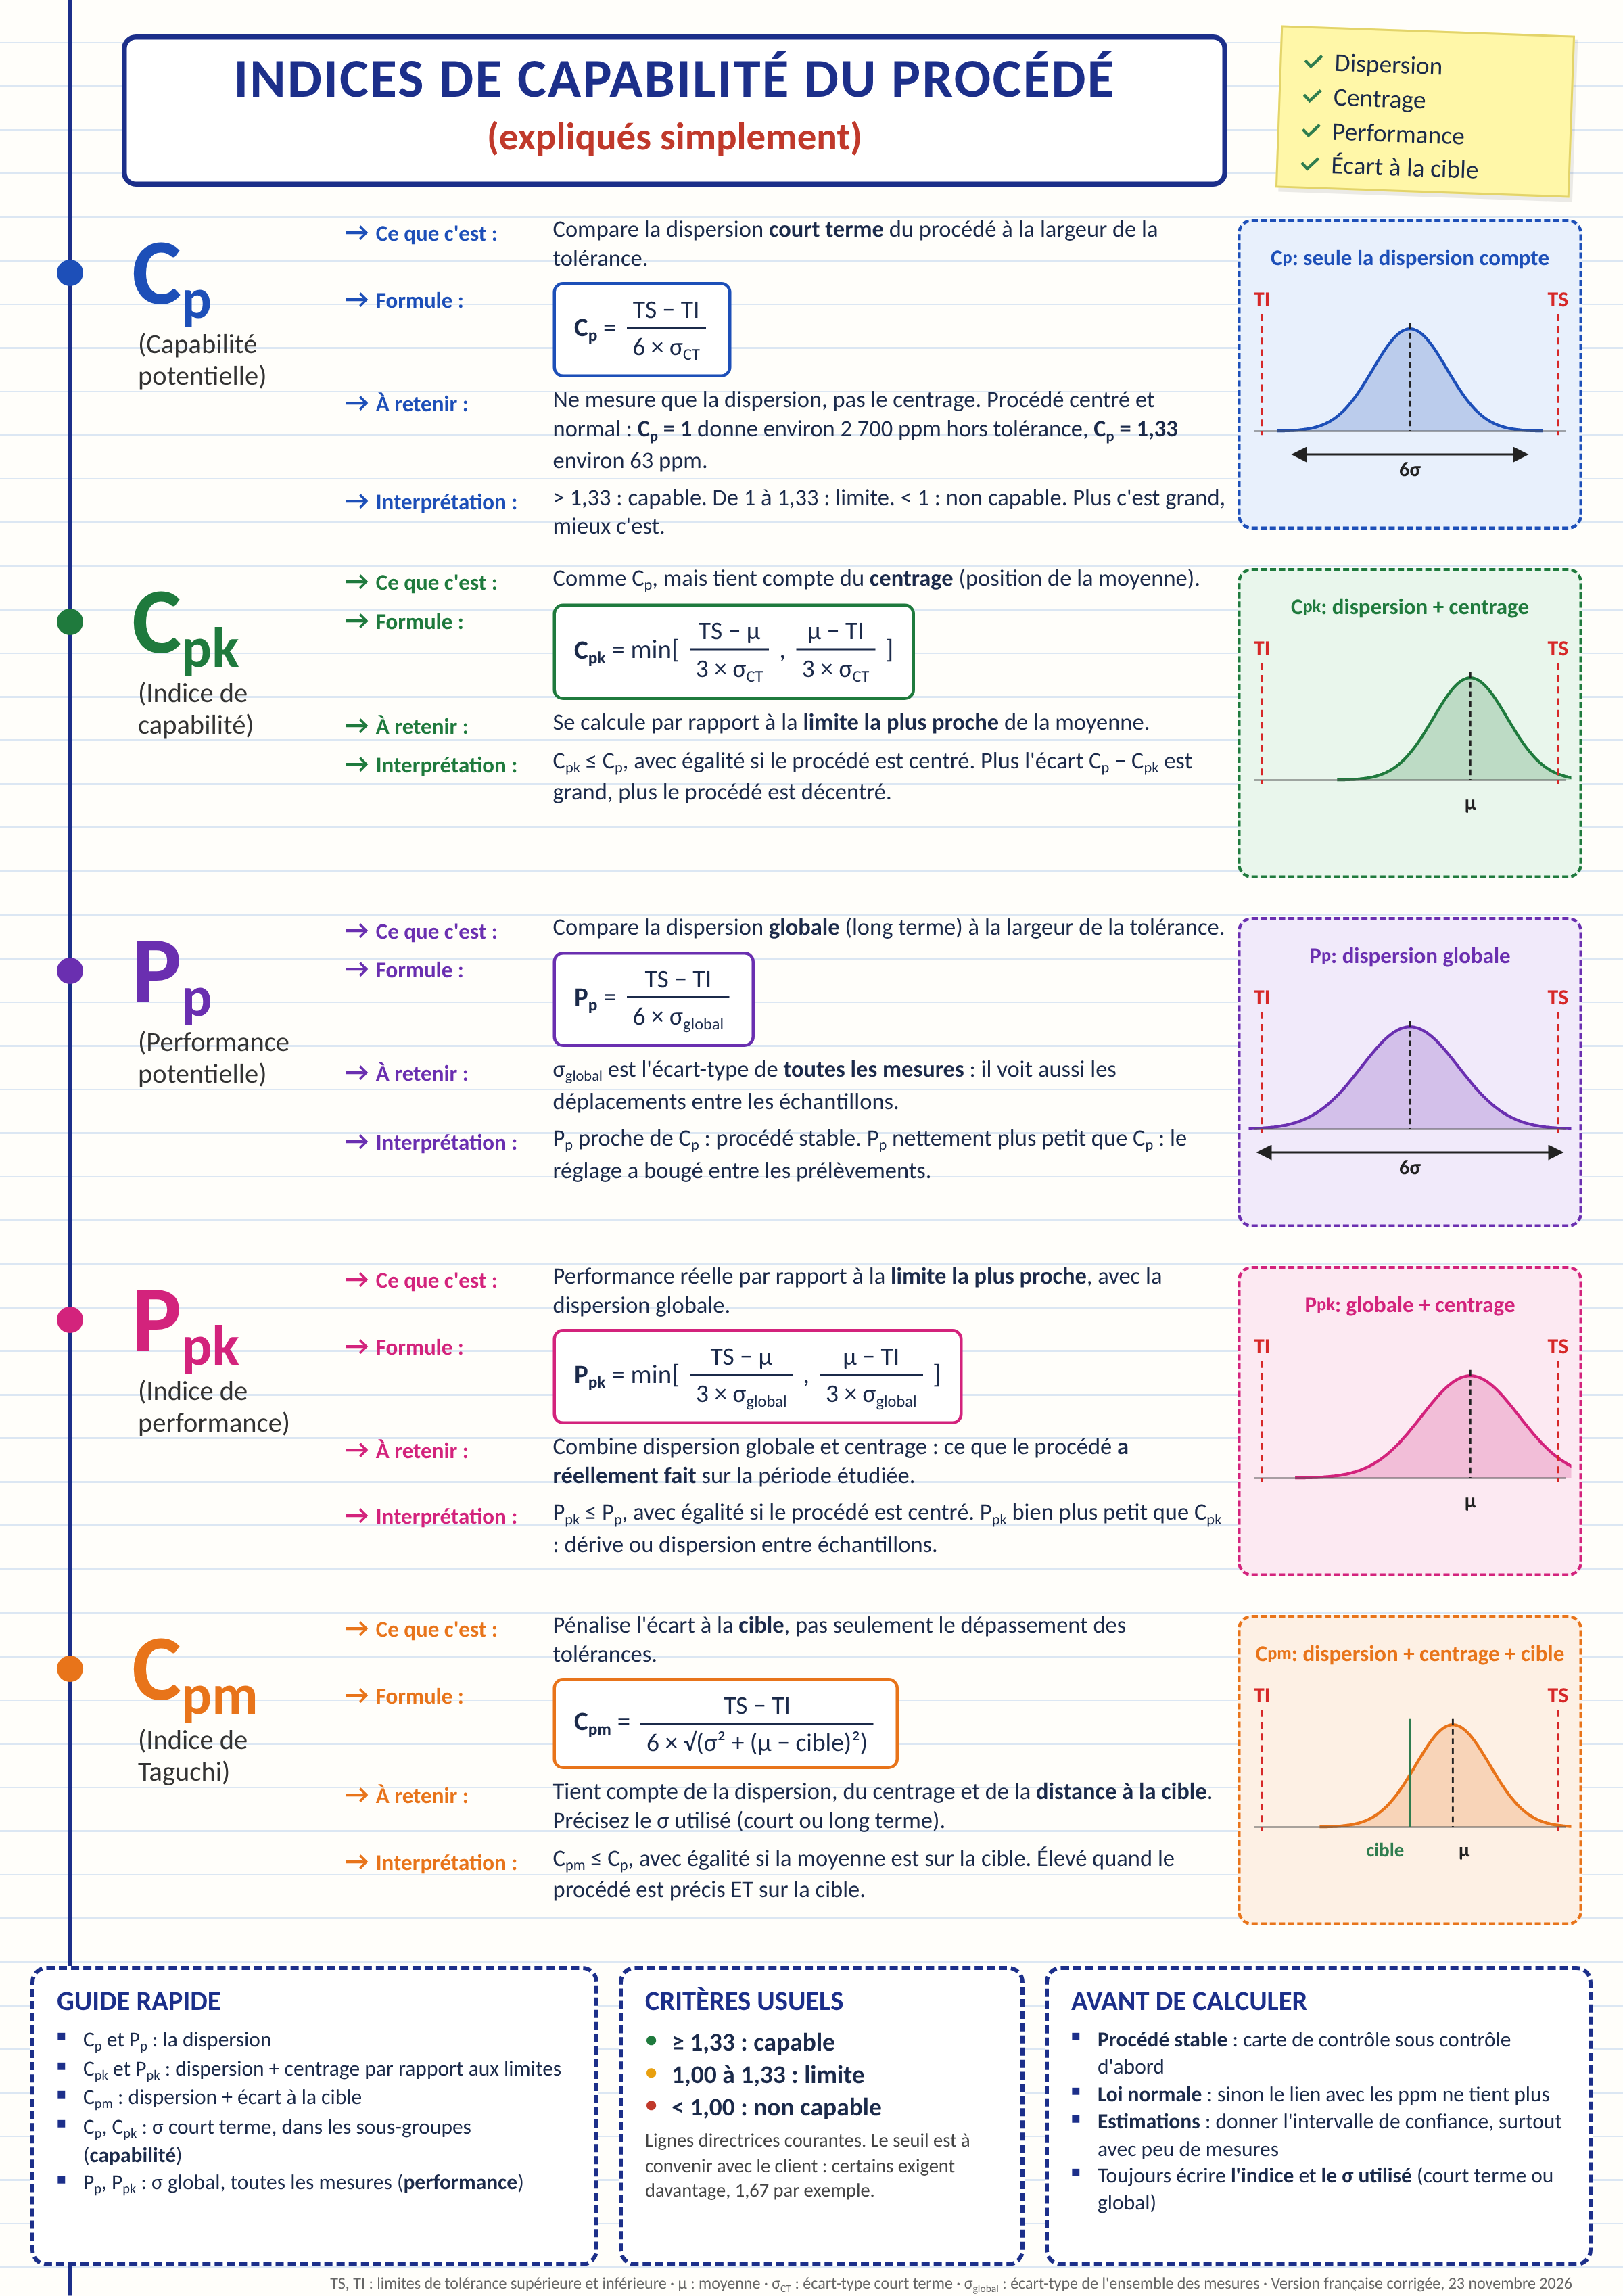 INDICES DE CAPABILITÉ DU PROCÉDÉ
(expliqués simplement)
✓ Dispersion
✓ Centrage
✓ Performance
✓ Écart à la cible
Cp
(Capabilité
potentielle)
→ Ce que c'est :
Compare la dispersion court terme du procédé à la largeur de la
tolérance.
→ Formule :
Cp = (TS − TI) / (6 × σCT)
→ À retenir :
Ne mesure que la dispersion, pas le centrage. Procédé centré et
normal : Cp = 1 donne environ 2 700 ppm hors tolérance, Cp = 1,33
environ 63 ppm.
→ Interprétation :
> 1,33 : capable. De 1 à 1,33 : limite. < 1 : non capable. Plus c'est grand,
mieux c'est.
Cp: seule la dispersion compte
TI TS
6σ
Cpk
(Indice de
capabilité)
→ Ce que c'est :
Comme Cp, mais tient compte du centrage (position de la moyenne).
→ Formule :
Cpk = min[ (TS − μ) / (3 × σCT) , (μ − TI) / (3 × σCT) ]
→ À retenir :
Se calcule par rapport à la limite la plus proche de la moyenne.
→ Interprétation :
Cpk ≤ Cp, avec égalité si le procédé est centré. Plus l'écart Cp − Cpk est
grand, plus le procédé est décentré.
Cpk: dispersion + centrage
TI TS
μ
Pp
(Performance
potentielle)
→ Ce que c'est :
Compare la dispersion globale (long terme) à la largeur de la tolérance.
→ Formule :
Pp = (TS − TI) / (6 × σglobal)
→ À retenir :
σglobal est l'écart-type de toutes les mesures : il voit aussi les
déplacements entre les échantillons.
→ Interprétation :
Pp proche de Cp : procédé stable. Pp nettement plus petit que Cp : le
réglage a bougé entre les prélèvements.
Pp: dispersion globale
TI TS
6σ
Ppk
(Indice de
performance)
→ Ce que c'est :
Performance réelle par rapport à la limite la plus proche, avec la
dispersion globale.
→ Formule :
Ppk = min[ (TS − μ) / (3 × σglobal) , (μ − TI) / (3 × σglobal) ]
→ À retenir :
Combine dispersion globale et centrage : ce que le procédé a
réellement fait sur la période étudiée.
→ Interprétation :
Ppk ≤ Pp, avec égalité si le procédé est centré. Ppk bien plus petit que Cpk
: dérive ou dispersion entre échantillons.
Ppk: globale + centrage
TI TS
μ
Cpm
(Indice de
Taguchi)
→ Ce que c'est :
Pénalise l'écart à la cible, pas seulement le dépassement des
tolérances.
→ Formule :
Cpm = (TS − TI) / (6 × √(σ² + (μ − cible)²))
→ À retenir :
Tient compte de la dispersion, du centrage et de la distance à la cible.
Précisez le σ utilisé (court ou long terme).
→ Interprétation :
Cpm ≤ Cp, avec égalité si la moyenne est sur la cible. Élevé quand le
procédé est précis ET sur la cible.
Cpm: dispersion + centrage + cible
TI TS
cible μ
GUIDE RAPIDE
▪ Cp et Pp : la dispersion
▪ Cpk et Ppk : dispersion + centrage par rapport aux limites
▪ Cpm : dispersion + écart à la cible
▪ Cp, Cpk : σ court terme, dans les sous-groupes
(capabilité)
▪ Pp, Ppk : σ global, toutes les mesures (performance)
CRITÈRES USUELS
• ≥ 1,33 : capable
• 1,00 à 1,33 : limite
• < 1,00 : non capable
Lignes directrices courantes. Le seuil est à
convenir avec le client : certains exigent
davantage, 1,67 par exemple.
AVANT DE CALCULER
▪ Procédé stable : carte de contrôle sous contrôle
d'abord
▪ Loi normale : sinon le lien avec les ppm ne tient plus
▪ Estimations : donner l'intervalle de confiance, surtout
avec peu de mesures
▪ Toujours écrire l'indice et le σ utilisé (court terme ou
global)
TS, TI : limites de tolérance supérieure et inférieure · μ : moyenne · σCT : écart-type court terme · σglobal : écart-type de l'ensemble des mesures · Version française corrigée, 23 novembre 2026